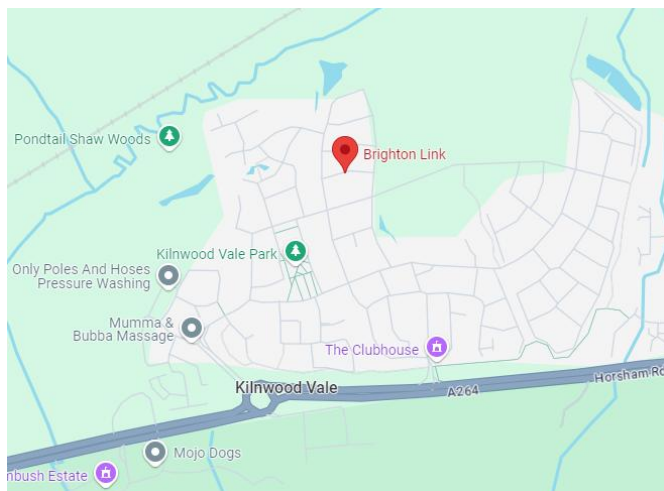 Pondtail Shaw Woods
Brighton Link
Kilnwood Vale Park
Only Poles And Hoses
Pressure Washing
Mumma &
Bubba Massage
The Clubhouse
Kilnwood Vale
A264
Horsham Ro
Mojo Dogs
mbush Estate